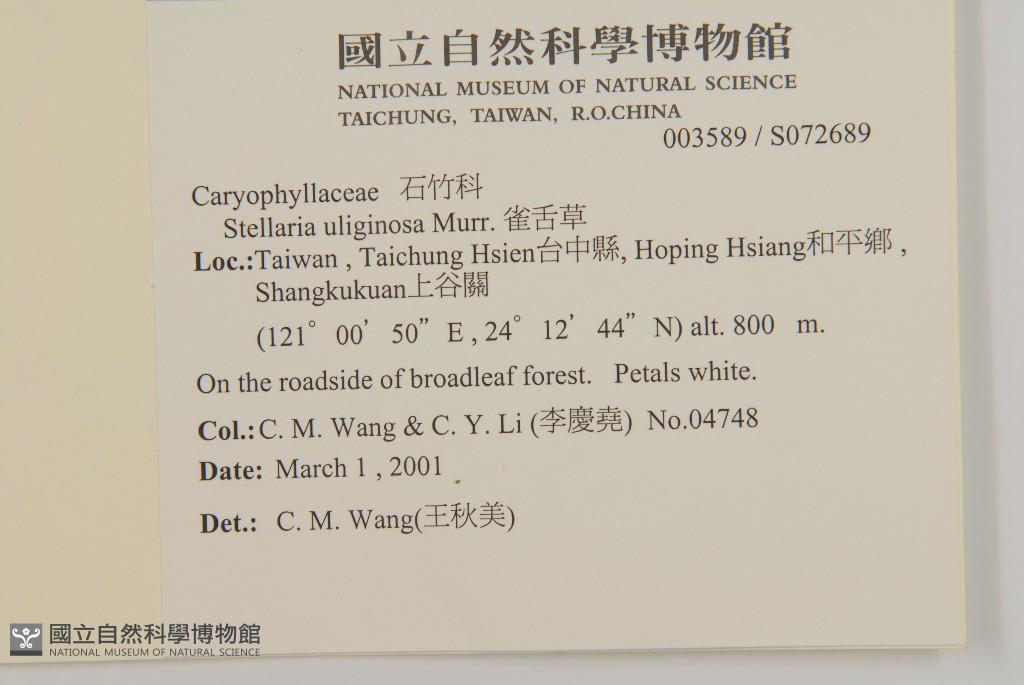 國立自然科學博物館
NATIONAL MUSEUM OF NATURAL SCIENCE
TAICHUNG, TAIWAN, R.O.CHINA
003589 / S072689
Caryophyllaceae 石竹科
Stellaria uliginosa Murr. 雀舌草
Loc.:Taiwan , Taichung Hsien台中縣, Hoping Hsiang和平鄉 ,
Shangkukuan上谷關
(121° 00’ 50” E , 24° 12’ 44” N) alt. 800 m.
On the roadside of broadleaf forest. Petals white.
Col.:C. M. Wang & C. Y. Li (李慶堯) No.04748
Date: March 1 , 2001
Det.: C. M. Wang(王秋美)
國立自然科學博物館
NATIONAL MUSEUM OF NATURAL SCIENCE